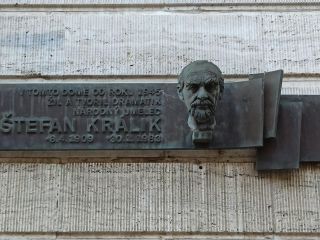 V TOMTO DOME OD ROKU 1945
ŽIL A TVORIL DRAMATIK
NÁRODNÝ UMELEC
ŠTEFAN KRÁLIK
8.4.1909 30.1.1983